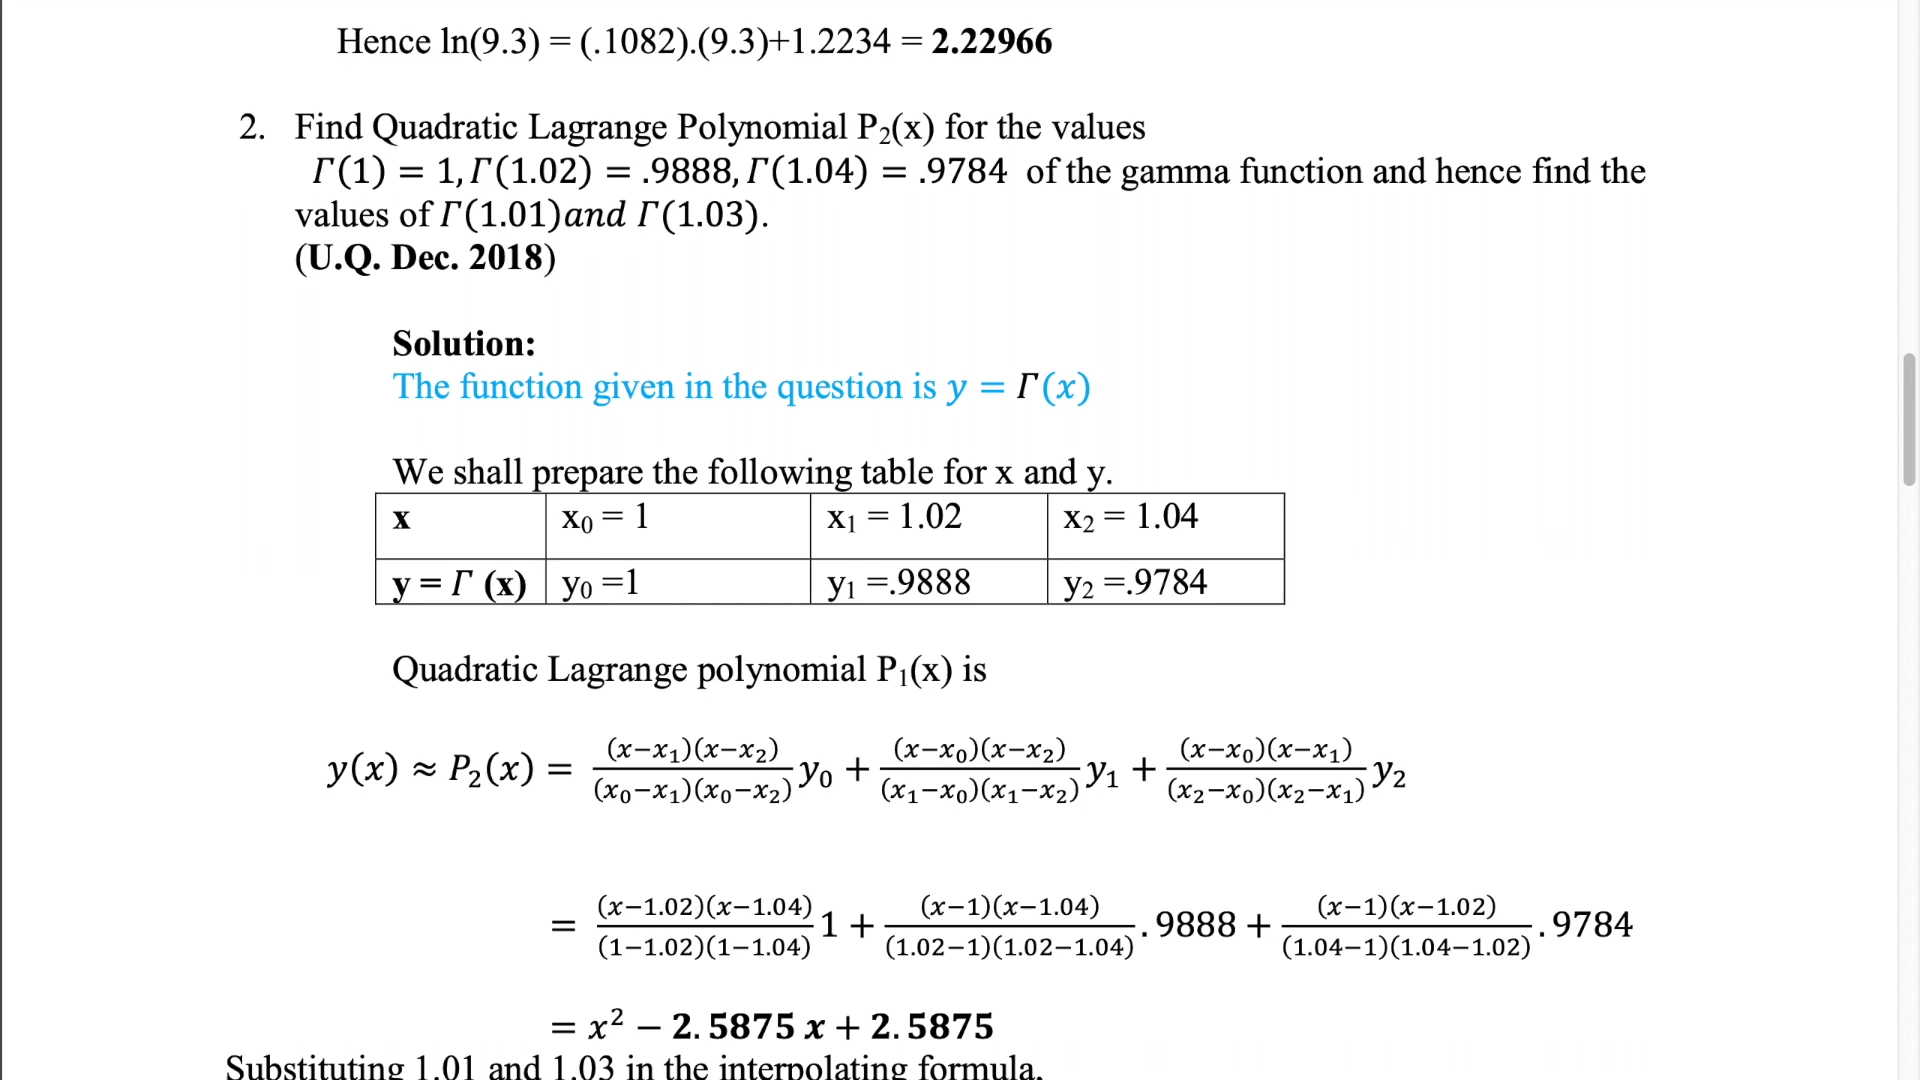 Hence ln(9.3) = (.1082).(9.3)+1.2234 = 2.22966
2. Find Quadratic Lagrange Polynomial P₂(x) for the values
Γ(1) = 1, Γ(1.02) = .9888, Γ(1.04) = .9784 of the gamma function and hence find the
values of Γ(1.01)and Γ(1.03).
(U.Q. Dec. 2018)
Solution:
The function given in the question is y = Γ(x)
We shall prepare the following table for x and y.
x x₀ = 1 x₁ = 1.02 x₂ = 1.04
y = Γ (x) y₀ =1 y₁ =.9888 y₂ =.9784
Quadratic Lagrange polynomial P₁(x) is
y(x) ≈ P₂(x) = (x−x₁)(x−x₂)/(x₀−x₁)(x₀−x₂) y₀ + (x−x₀)(x−x₂)/(x₁−x₀)(x₁−x₂) y₁ + (x−x₀)(x−x₁)/(x₂−x₀)(x₂−x₁) y₂
= (x−1.02)(x−1.04)/(1−1.02)(1−1.04) 1 + (x−1)(x−1.04)/(1.02−1)(1.02−1.04) . 9888 + (x−1)(x−1.02)/(1.04−1)(1.04−1.02) . 9784
= x² − 2.5875 x + 2.5875
Substituting 1.01 and 1.03 in the interpolating formula,